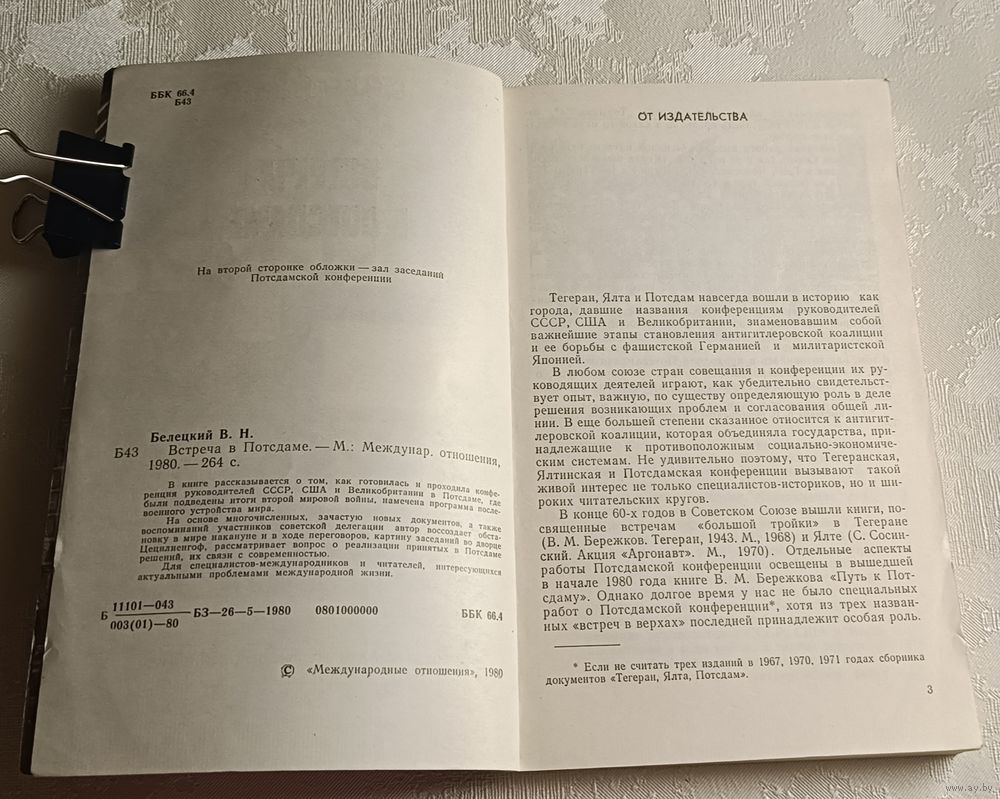 ББК 66.4
Б43
На второй сторонке обложки — зал заседаний
Потсдамской конференции
Белецкий В. Н.
Б43 Встреча в Потсдаме. — М.: Междунар. отношения,
1980. — 264 с.
В книге рассказывается о том, как готовилась и проходила конфе-
ренция руководителей СССР, США и Великобритании в Потсдаме, где
были подведены итоги второй мировой войны, намечена программа после-
военного устройства мира.
На основе многочисленных, зачастую новых документов, а также
воспоминаний участников советской делегации автор воссоздает обста-
новку в мире накануне и в ходе переговоров, картину заседаний во дворце
Цецилиенгоф, рассматривает вопрос о реализации принятых в Потсдаме
решений, их связи с современностью.
Для специалистов-международников и читателей, интересующихся
актуальными проблемами международной жизни.
Б 11101—043
003(01)—80 БЗ—26—5—1980 0801000000 ББК 66.4
© «Международные отношения», 1980
ОТ ИЗДАТЕЛЬСТВА
Тегеран, Ялта и Потсдам навсегда вошли в историю как
города, давшие названия конференциям руководителей
СССР, США и Великобритании, знаменовавшим собой
важнейшие этапы становления антигитлеровской коалиции
и ее борьбы с фашистской Германией и милитаристской
Японией.
В любом союзе стран совещания и конференции их ру-
ководящих деятелей играют, как убедительно свидетельст-
вует опыт, важную, по существу определяющую роль в деле
решения возникающих проблем и согласования общей ли-
нии. В еще большей степени сказанное относится к антигит-
леровской коалиции, которая объединяла государства, при-
надлежащие к противоположным социально-экономиче-
ским системам. Не удивительно поэтому, что Тегеранская,
Ялтинская и Потсдамская конференции вызывают такой
живой интерес не только специалистов-историков, но и ши-
роких читательских кругов.
В конце 60-х годов в Советском Союзе вышли книги, по-
священные встречам «большой тройки» в Тегеране
(В. М. Бережков. Тегеран, 1943. М., 1968) и Ялте (С. Сосин-
ский. Акция «Аргонавт». М., 1970). Отдельные аспекты
работы Потсдамской конференции освещены в вышедшей
в начале 1980 года книге В. М. Бережкова «Путь к Пот-
сдаму». Однако долгое время у нас не было специальных
работ о Потсдамской конференции*, хотя из трех назван-
ных «встреч в верхах» последней принадлежит особая роль.
* Если не считать трех изданий в 1967, 1970, 1971 годах сборника
документов «Тегеран, Ялта, Потсдам».
3
www.ay.by